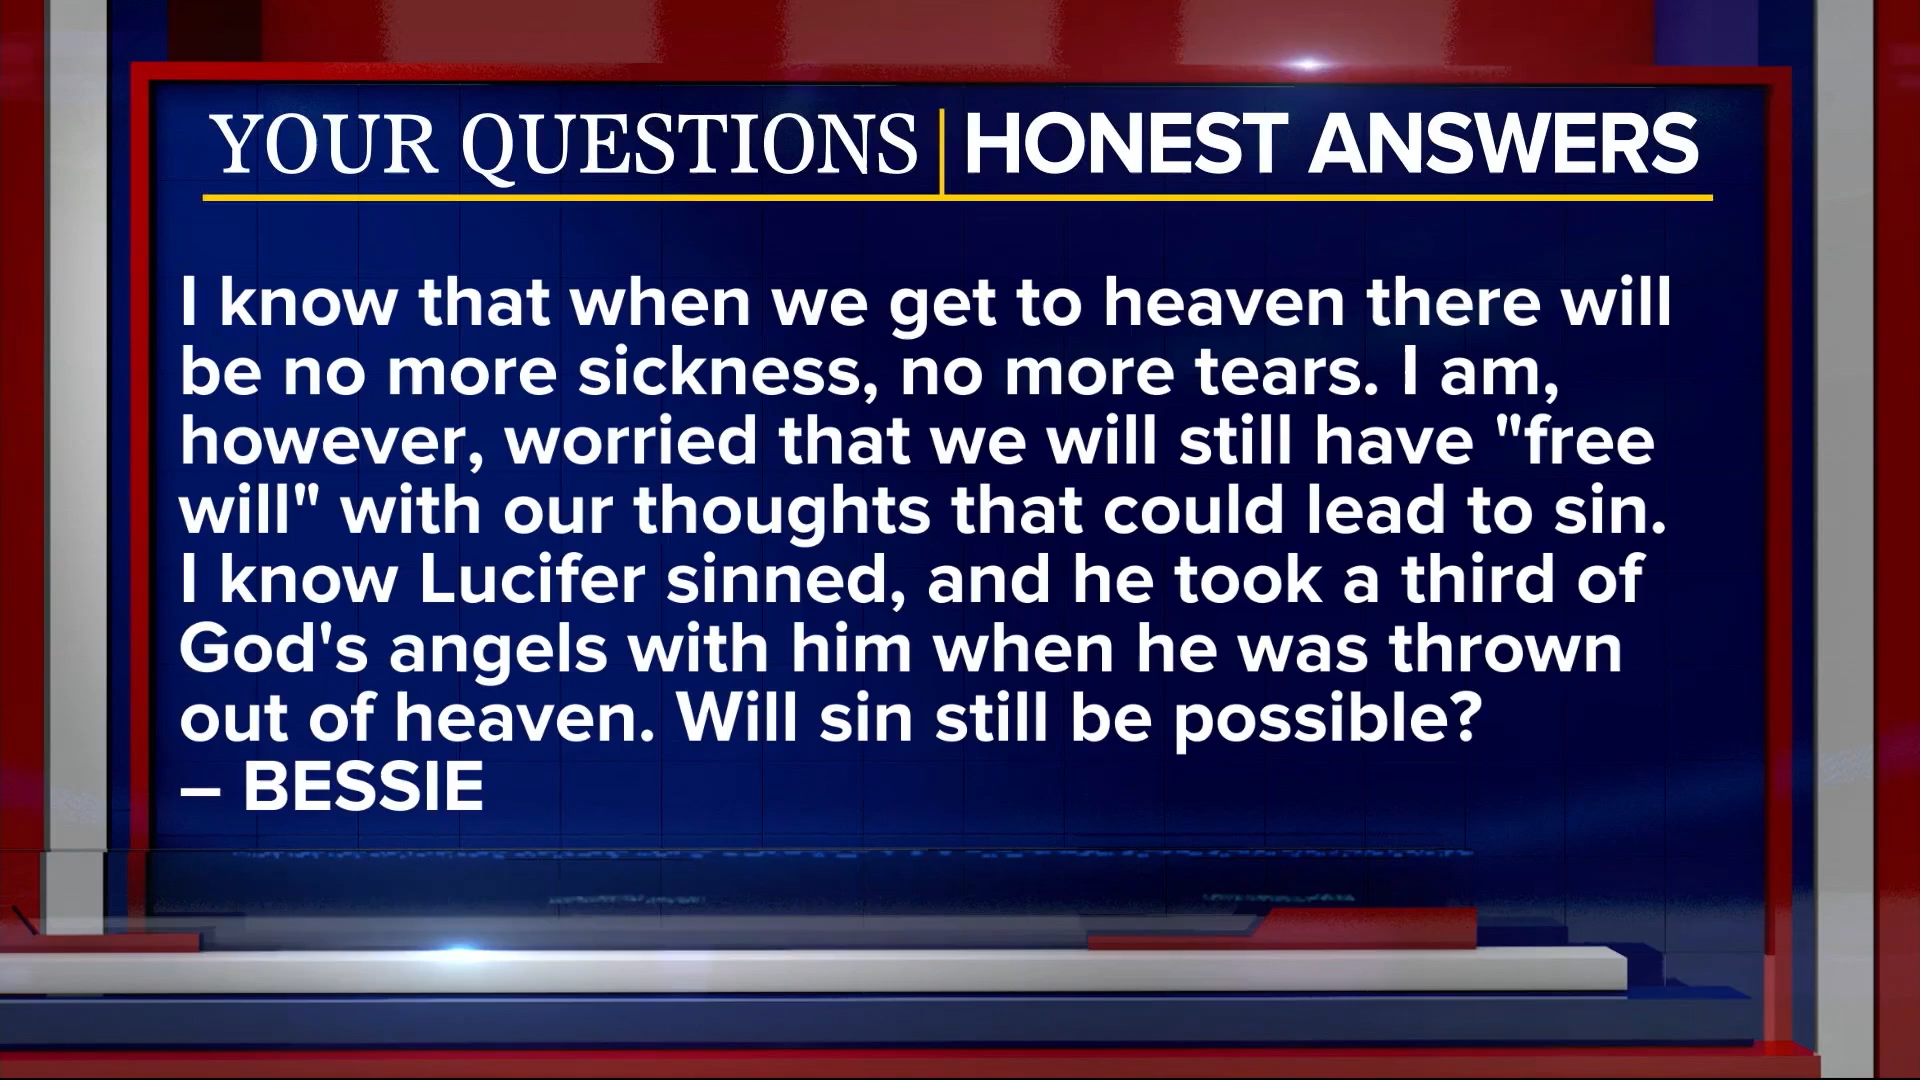 YOUR QUESTIONS | HONEST ANSWERS
I know that when we get to heaven there will
be no more sickness, no more tears. I am,
however, worried that we will still have "free
will" with our thoughts that could lead to sin.
I know Lucifer sinned, and he took a third of
God's angels with him when he was thrown
out of heaven. Will sin still be possible?
– BESSIE